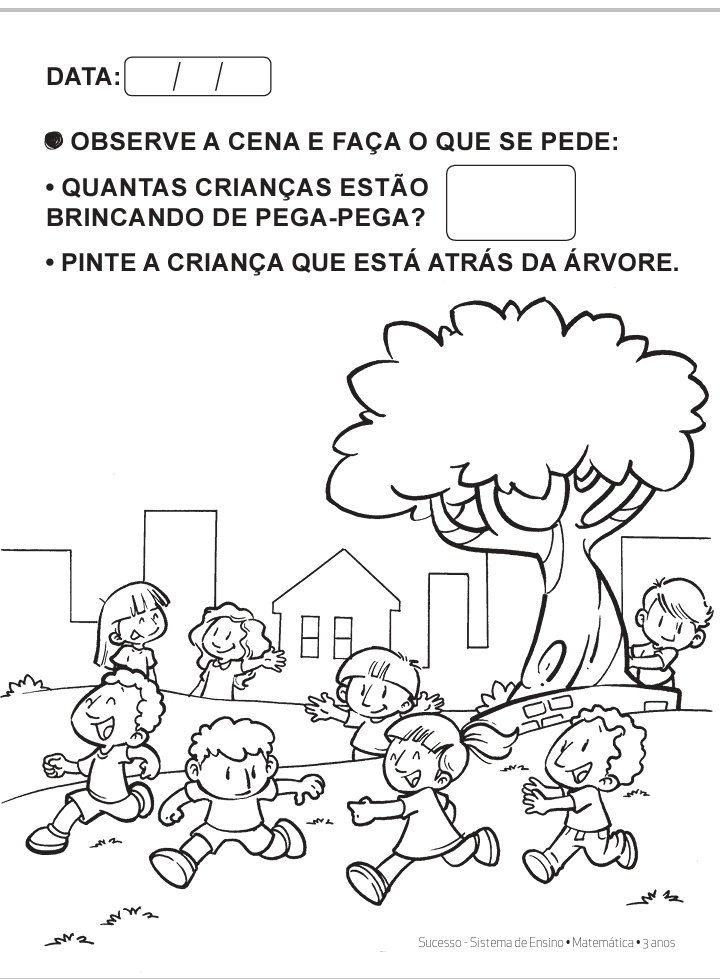 DATA: / /
OBSERVE A CENA E FAÇA O QUE SE PEDE:
• QUANTAS CRIANÇAS ESTÃO
BRINCANDO DE PEGA-PEGA?
• PINTE A CRIANÇA QUE ESTÁ ATRÁS DA ÁRVORE.
Sucesso - Sistema de Ensino • Matemática • 3 anos